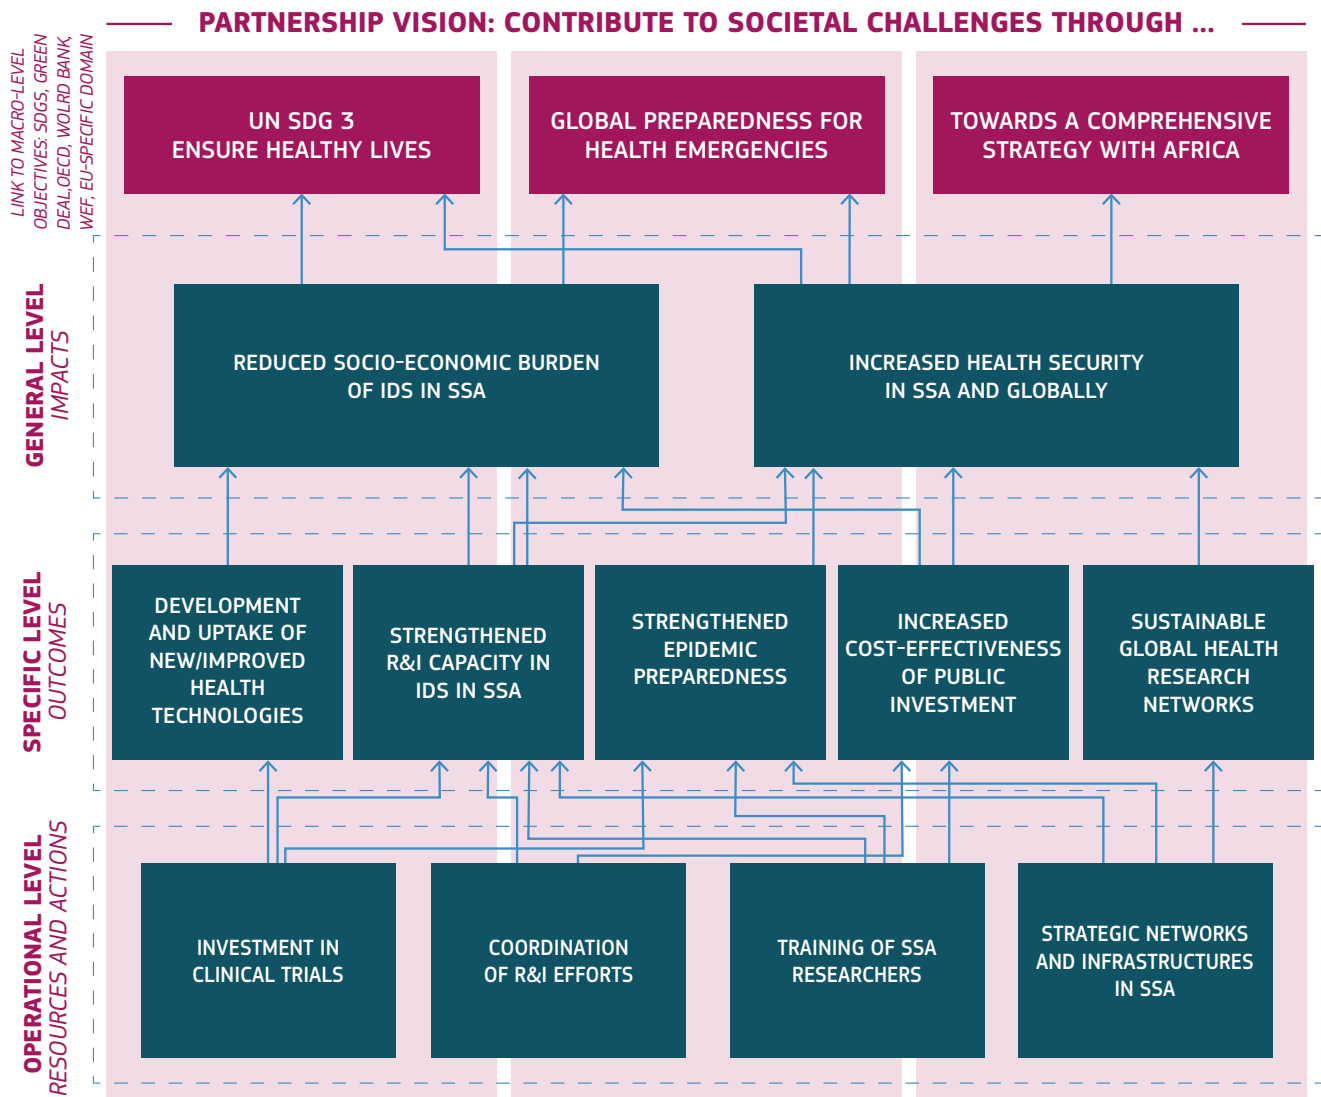 PARTNERSHIP VISION: CONTRIBUTE TO SOCIETAL CHALLENGES THROUGH ...
LINK TO MACRO-LEVEL
OBJECTIVES: SDGS, GREEN
DEAL,OECD, WOLRD BANK,
WEF, EU-SPECIFIC DOMAIN
UN SDG 3
ENSURE HEALTHY LIVES
GLOBAL PREPAREDNESS FOR
HEALTH EMERGENCIES
TOWARDS A COMPREHENSIVE
STRATEGY WITH AFRICA
GENERAL LEVEL
IMPACTS
REDUCED SOCIO-ECONOMIC BURDEN
OF IDS IN SSA
INCREASED HEALTH SECURITY
IN SSA AND GLOBALLY
SPECIFIC LEVEL
OUTCOMES
DEVELOPMENT
AND UPTAKE OF
NEW/IMPROVED
HEALTH
TECHNOLOGIES
STRENGTHENED
R&I CAPACITY IN
IDS IN SSA
STRENGTHENED
EPIDEMIC
PREPAREDNESS
INCREASED
COST-EFFECTIVENESS
OF PUBLIC
INVESTMENT
SUSTAINABLE
GLOBAL HEALTH
RESEARCH
NETWORKS
OPERATIONAL LEVEL
RESOURCES AND ACTIONS
INVESTMENT IN
CLINICAL TRIALS
COORDINATION
OF R&I EFFORTS
TRAINING OF SSA
RESEARCHERS
STRATEGIC NETWORKS
AND INFRASTRUCTURES
IN SSA